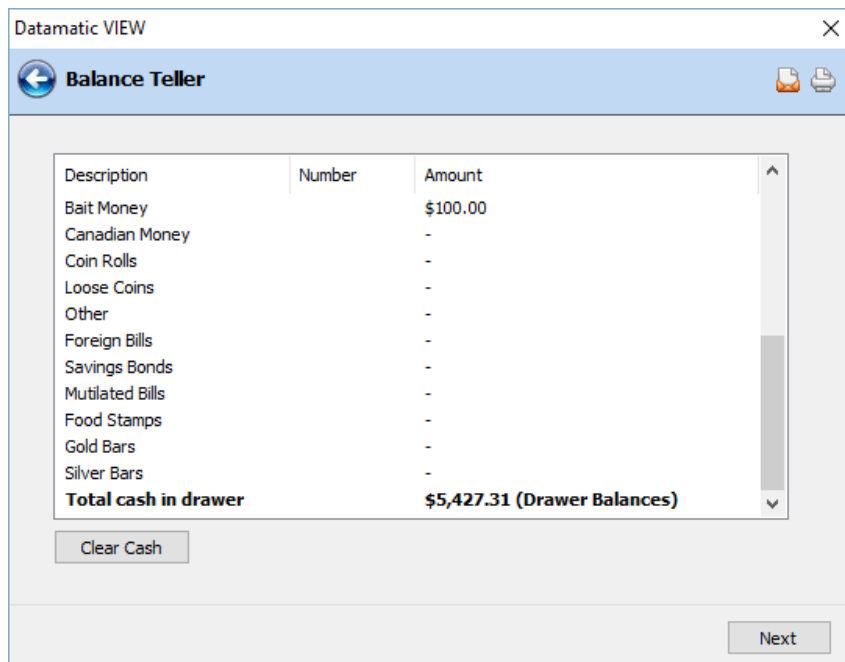 Datamatic VIEW
Balance Teller
Description Number Amount
Bait Money $100.00
Canadian Money -
Coin Rolls -
Loose Coins -
Other -
Foreign Bills -
Savings Bonds -
Mutilated Bills -
Food Stamps -
Gold Bars -
Silver Bars -
Total cash in drawer $5,427.31 (Drawer Balances)
Clear Cash
Next